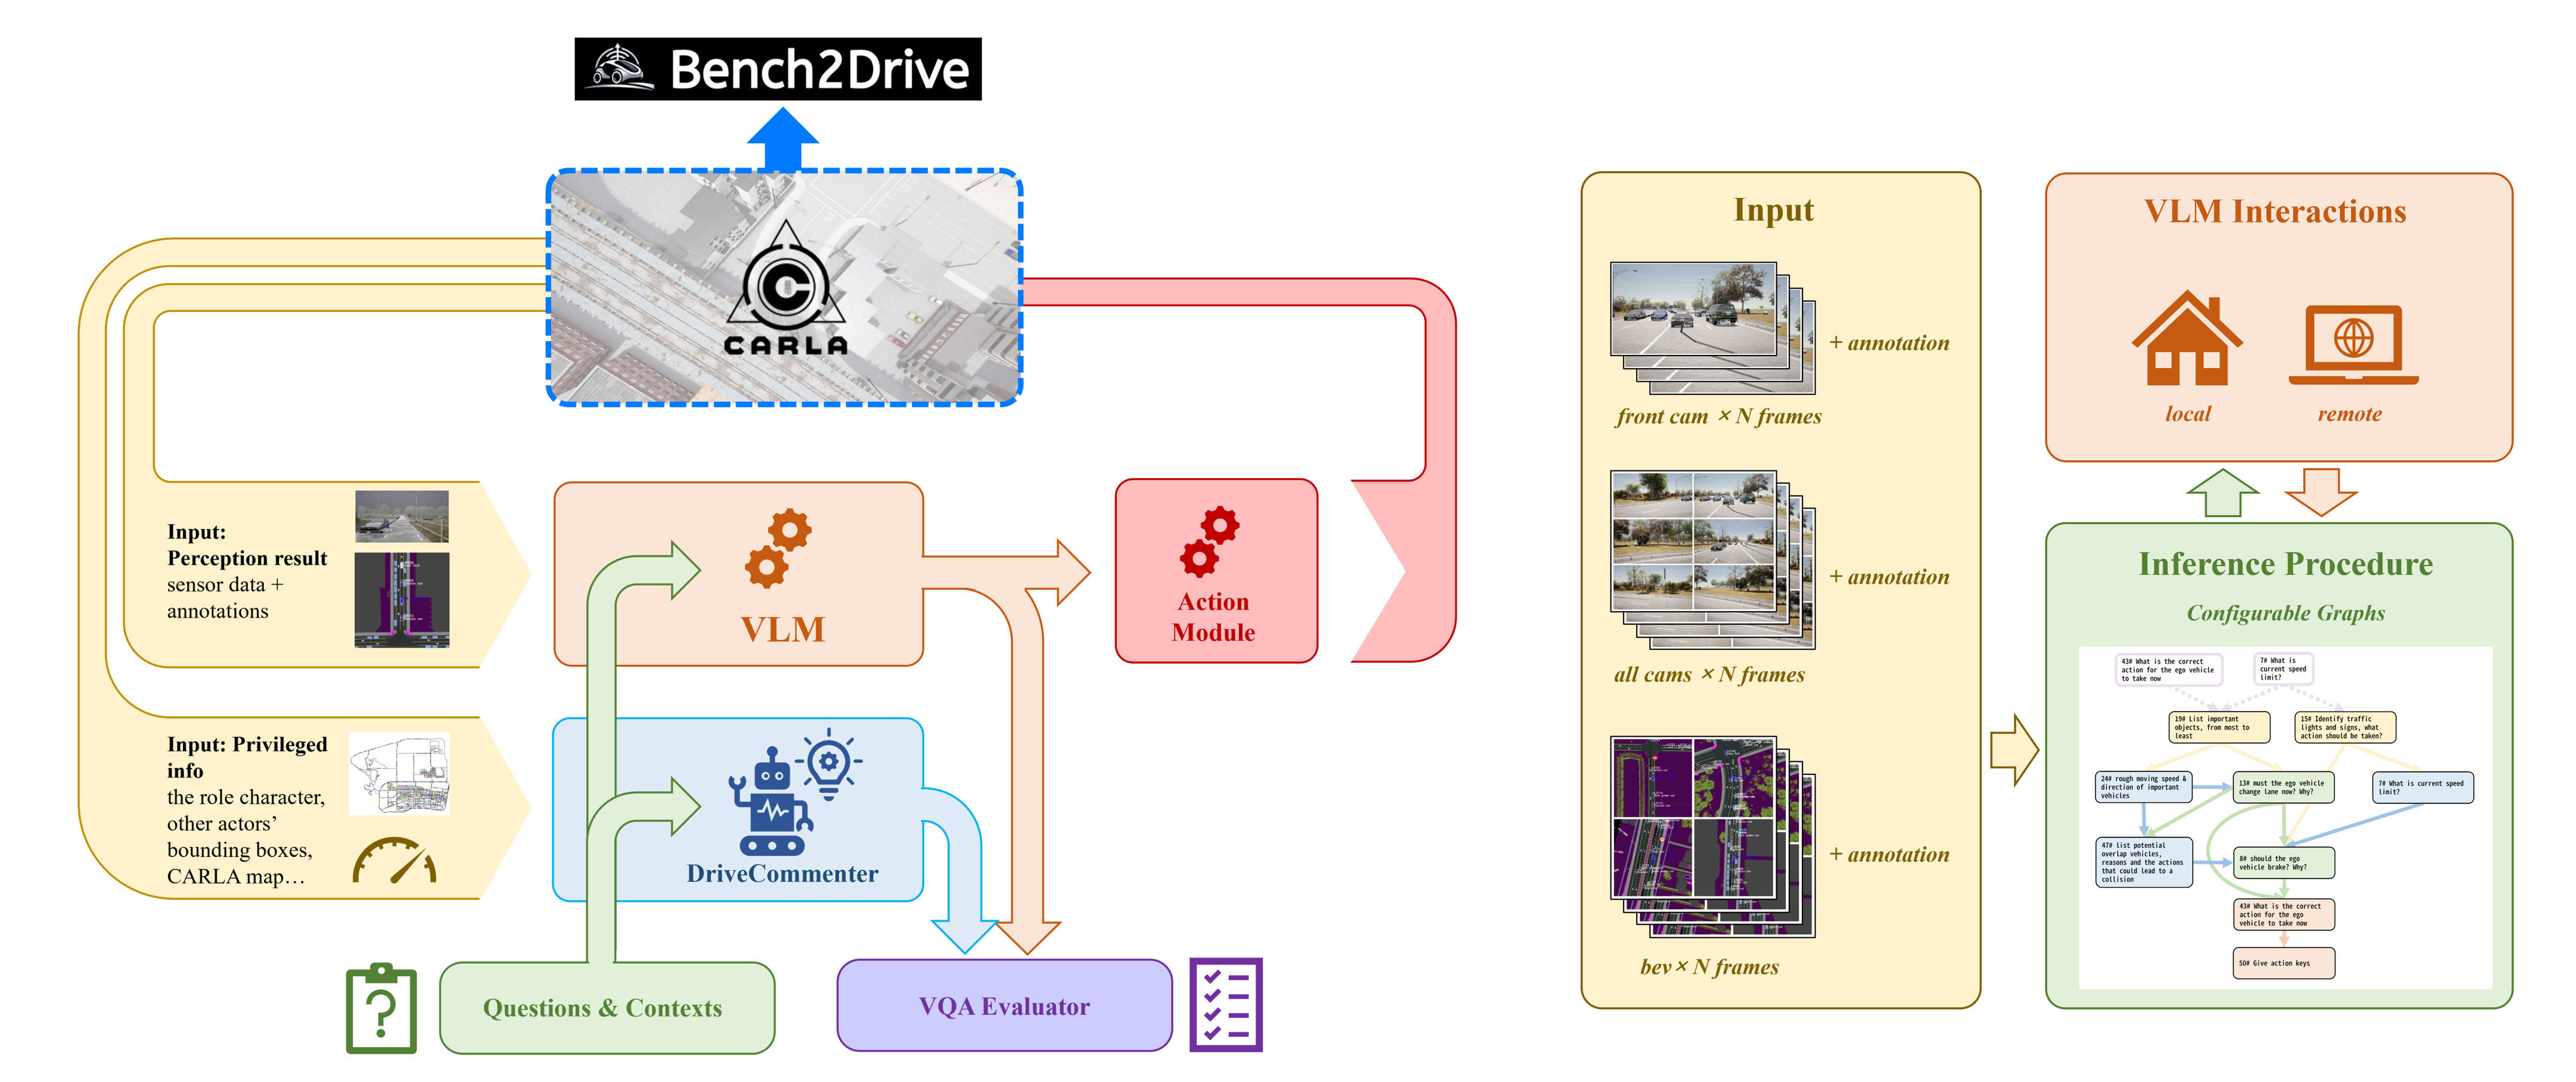 Bench2Drive
CARLA
Input:
Perception result
sensor data +
annotations
VLM
Action
Module
Input: Privileged
info
the role character,
other actors’
bounding boxes,
CARLA map…
DriveCommenter
Questions & Contexts
VQA Evaluator
Input
+ annotation
front cam × N frames
+ annotation
all cams × N frames
+ annotation
bev× N frames
VLM Interactions
local
remote
Inference Procedure
Configurable Graphs
43# What is the correct
action for the ego vehicle
to take now
7# What is
current speed
limit?
19# List important
objects, from most to
least
15# Identify traffic
lights and signs, what
action should be taken?
24# rough moving speed &
direction of important
vehicles
13# must the ego vehicle
change lane now? Why?
7# What is current speed
limit?
47# list potential
overlap vehicles,
reasons and the actions
that could lead to a
collision
8# should the ego
vehicle brake? Why?
43# What is the correct
action for the ego
vehicle to take now
50# Give action keys